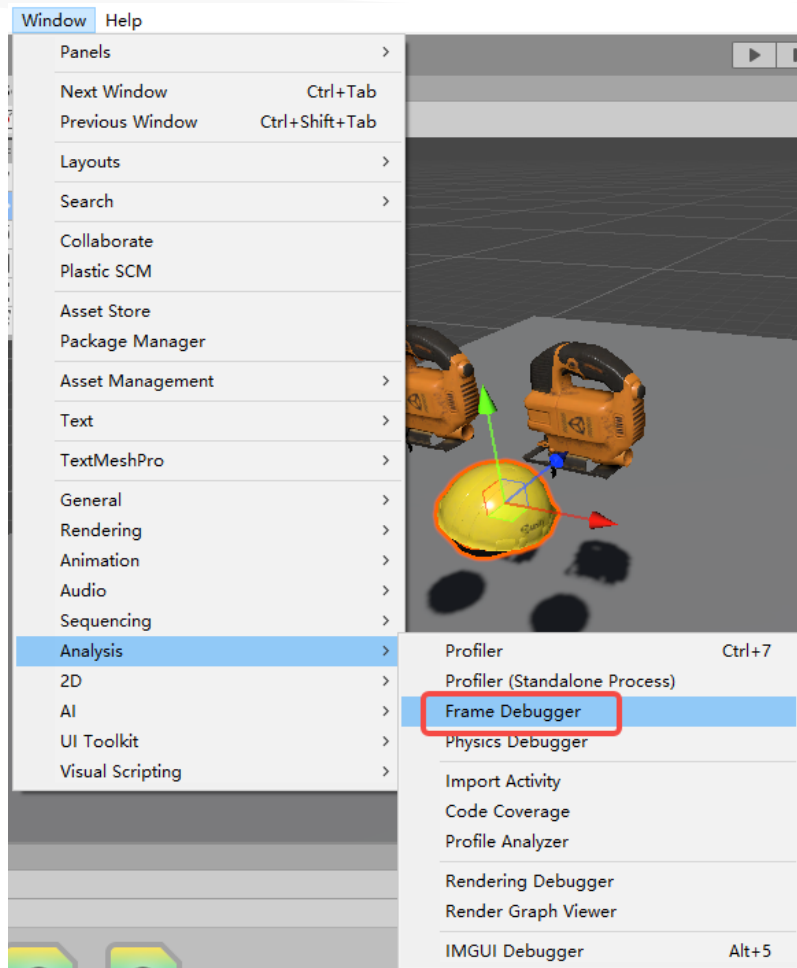 Window Help
Panels
Next Window Ctrl+Tab
Previous Window Ctrl+Shift+Tab
Layouts
Search
Collaborate
Plastic SCM
Asset Store
Package Manager
Asset Management
Text
TextMeshPro
General
Rendering
Animation
Audio
Sequencing
Analysis
2D
AI
UI Toolkit
Visual Scripting
Profiler Ctrl+7
Profiler (Standalone Process)
Frame Debugger
Physics Debugger
Import Activity
Code Coverage
Profile Analyzer
Rendering Debugger
Render Graph Viewer
IMGUI Debugger Alt+5